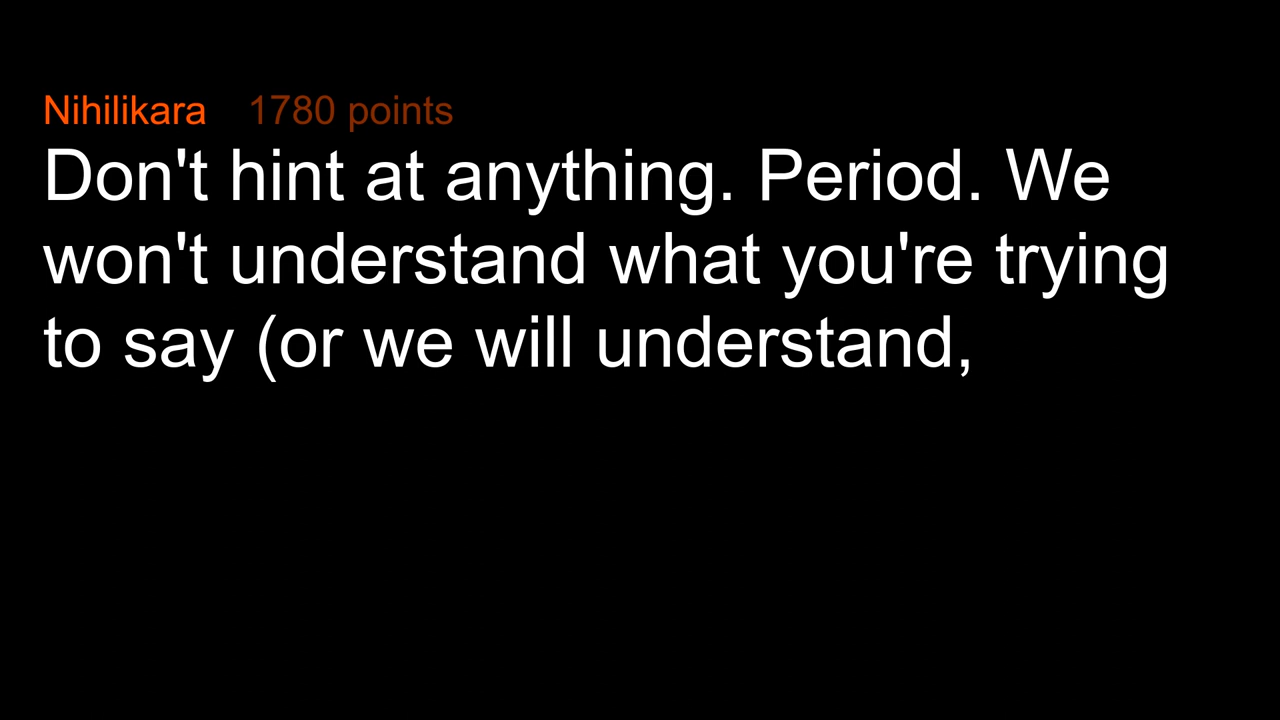 Nihilikara 1780 points
Don't hint at anything. Period. We
won't understand what you're trying
to say (or we will understand,